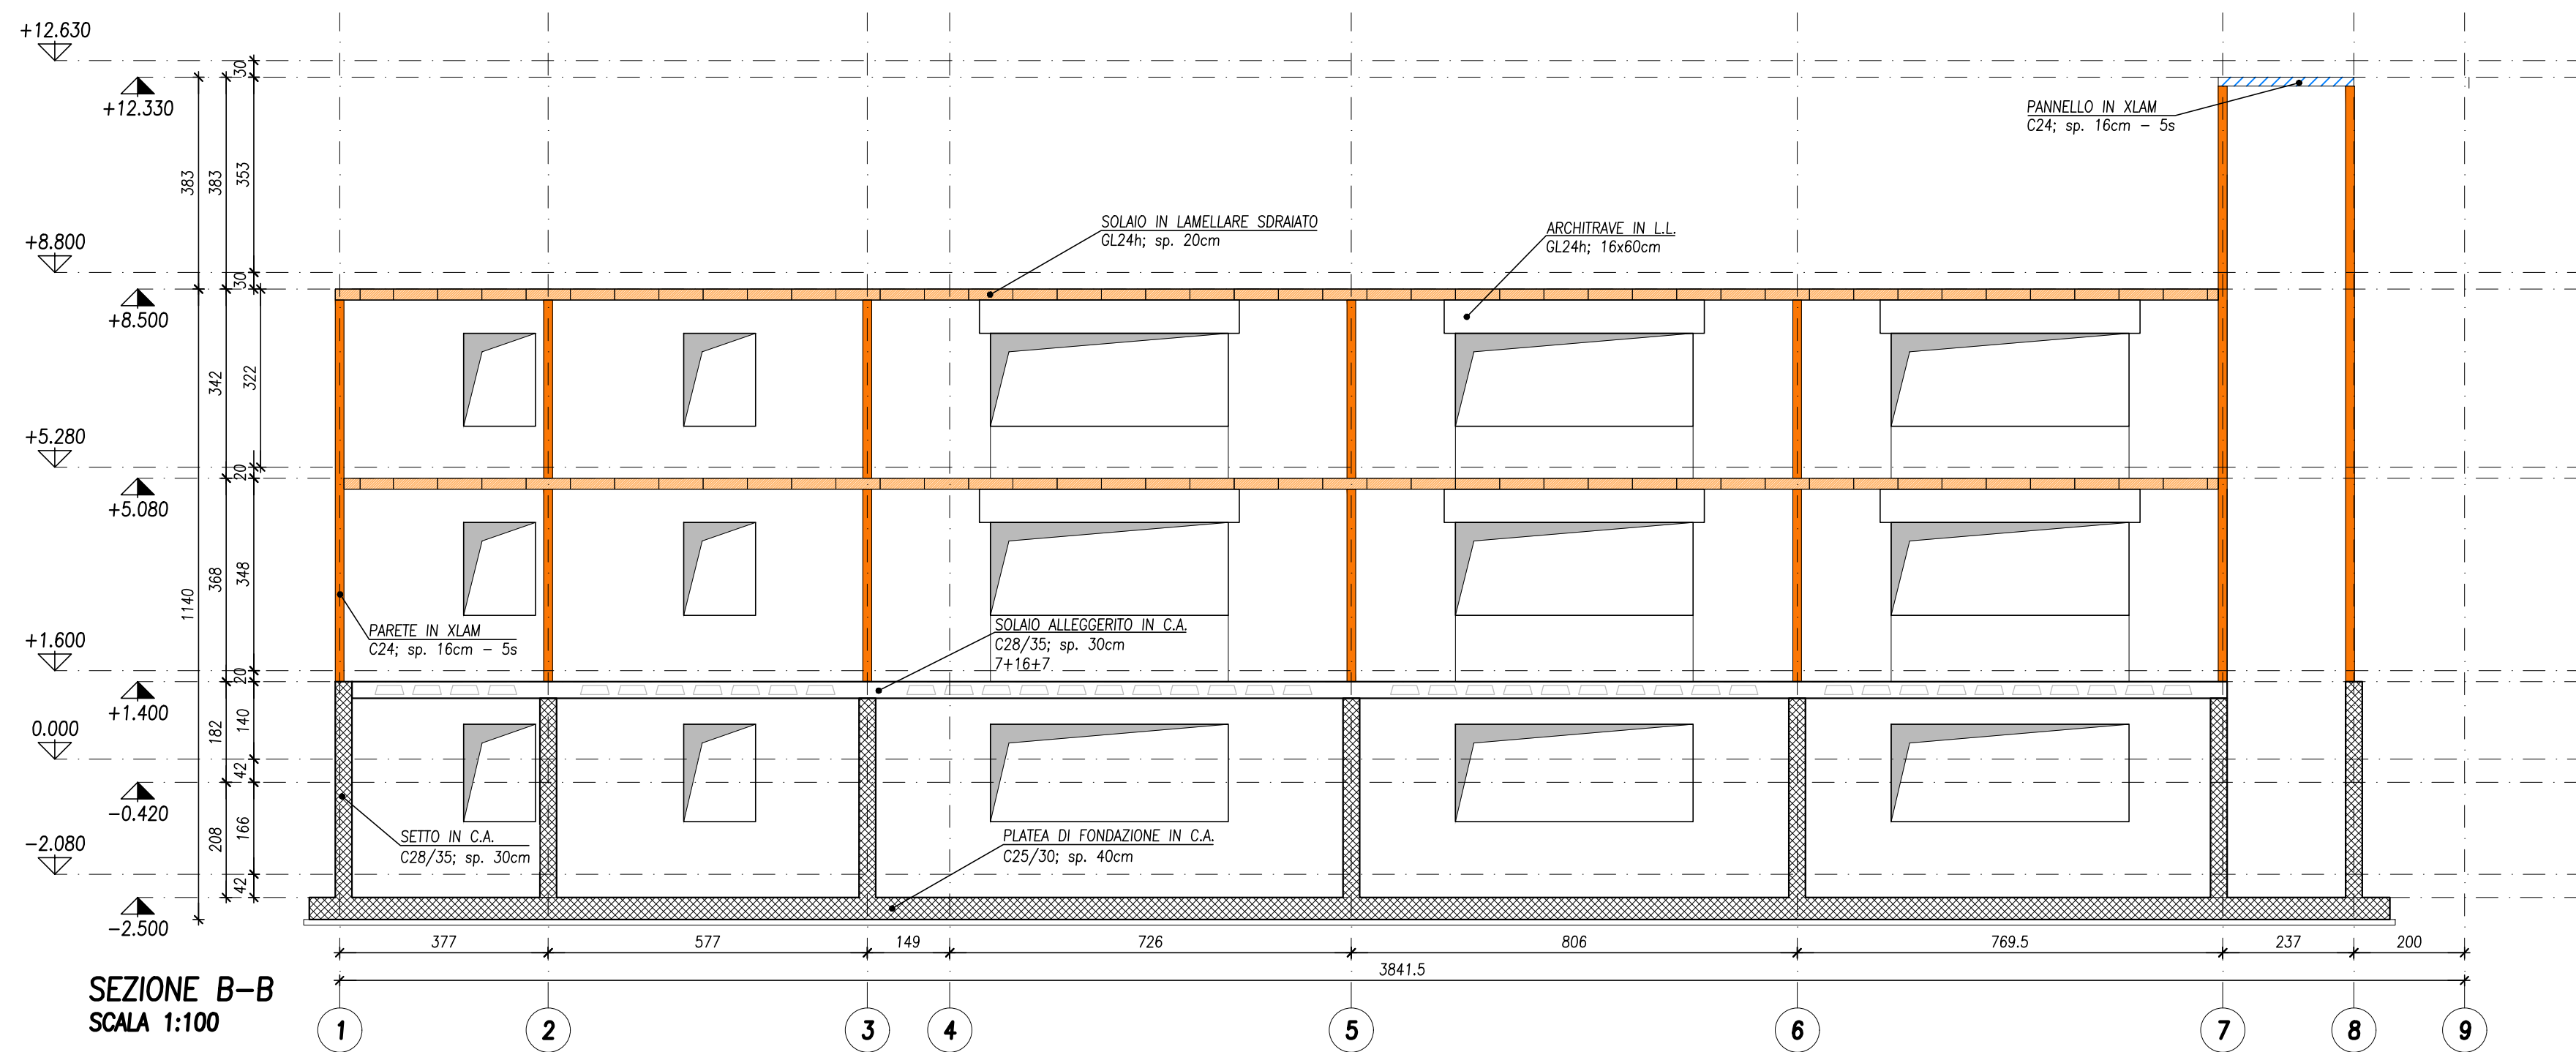 +12.630
+12.330
+8.800
+8.500
+5.280
+5.080
+1.600
+1.400
0.000
-0.420
-2.080
-2.500
383
1140
383
342
368
182
208
30
353
30
322
20
348
20
140
42
166
42
PANNELLO IN XLAM
C24; sp. 16cm - 5s
SOLAIO IN LAMELLARE SDRAIATO
GL24h; sp. 20cm
ARCHITRAVE IN L.L.
GL24h; 16x60cm
PARETE IN XLAM
C24; sp. 16cm - 5s
SOLAIO ALLEGGERITO IN C.A.
C28/35; sp. 30cm
7+16+7
SETTO IN C.A.
C28/35; sp. 30cm
PLATEA DI FONDAZIONE IN C.A.
C25/30; sp. 40cm
377 577 149 726 806 769.5 237 200
3841.5
SEZIONE B-B
SCALA 1:100
1 2 3 4 5 6 7 8 9